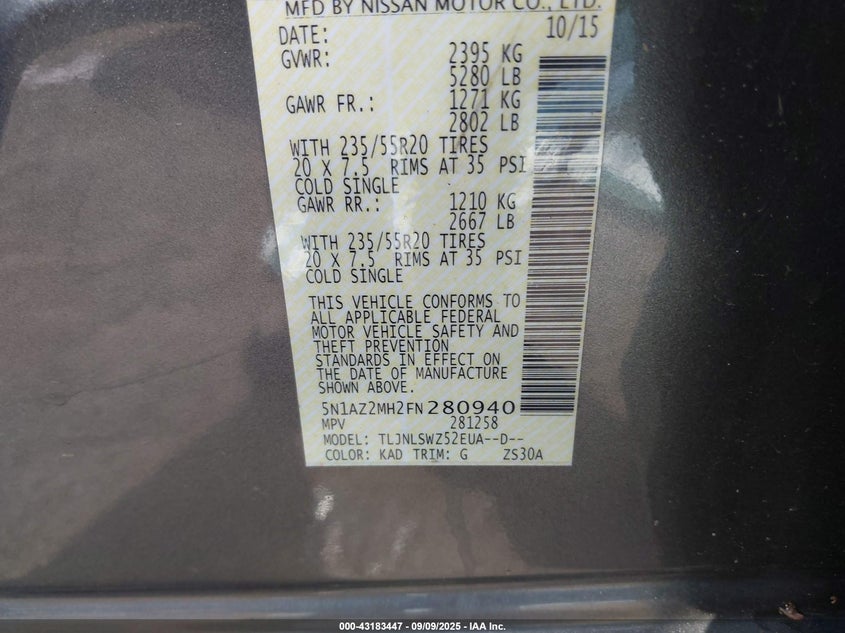 MFD BY NISSAN MOTOR CO., LTD.
DATE: 10/15
GVWR: 2395 KG
5280 LB
GAWR FR.: 1271 KG
2802 LB
WITH 235/55R20 TIRES
20 X 7.5 RIMS AT 35 PSI
COLD SINGLE
GAWR RR.: 1210 KG
2667 LB
WITH 235/55R20 TIRES
20 X 7.5 RIMS AT 35 PSI
COLD SINGLE
THIS VEHICLE CONFORMS TO
ALL APPLICABLE FEDERAL
MOTOR VEHICLE SAFETY AND
THEFT PREVENTION
STANDARDS IN EFFECT ON
THE DATE OF MANUFACTURE
SHOWN ABOVE.
5N1AZ2MH2FN280940
MPV 281258
MODEL: TLJNLSWZ52EUA--D--
COLOR: KAD TRIM: G ZS30A
000-43183447 - 09/09/2025 - IAA Inc.